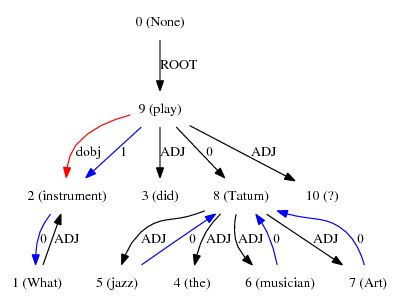 0 (None)
ROOT
9 (play)
dobj 1 ADJ 0 ADJ
2 (instrument) 3 (did) 8 (Tatum) 10 (?)
0 ADJ ADJ 0 ADJ 0 ADJ 0
1 (What) 5 (jazz) 4 (the) 6 (musician) 7 (Art)